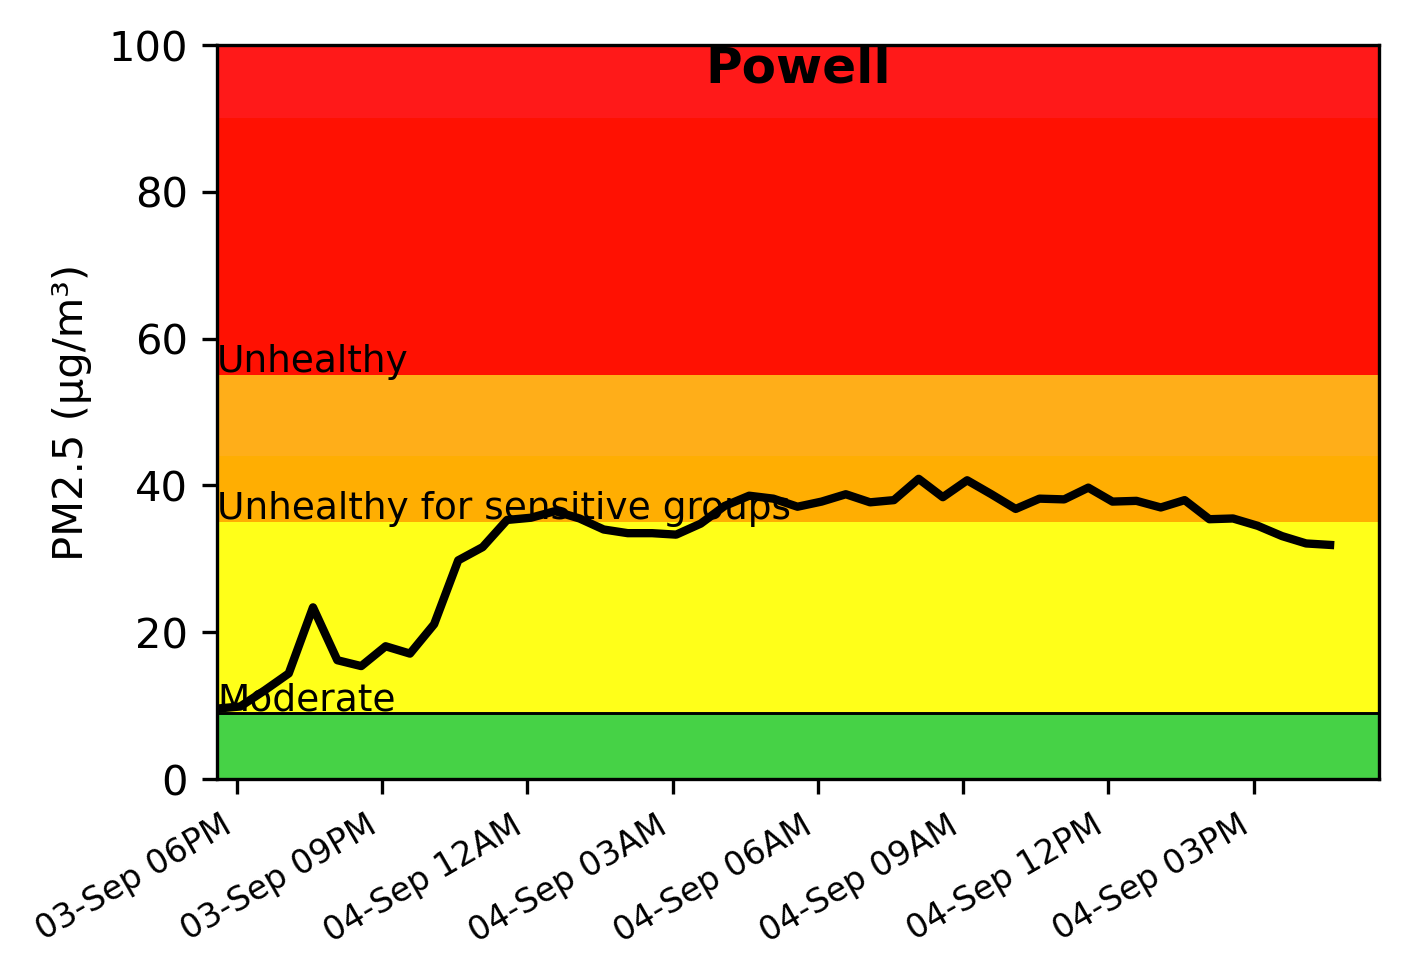 Powell
PM2.5 (µg/m³)
100
80
60
40
20
0
Unhealthy
Unhealthy for sensitive groups
Moderate
03-Sep 06PM
03-Sep 09PM
04-Sep 12AM
04-Sep 03AM
04-Sep 06AM
04-Sep 09AM
04-Sep 12PM
04-Sep 03PM